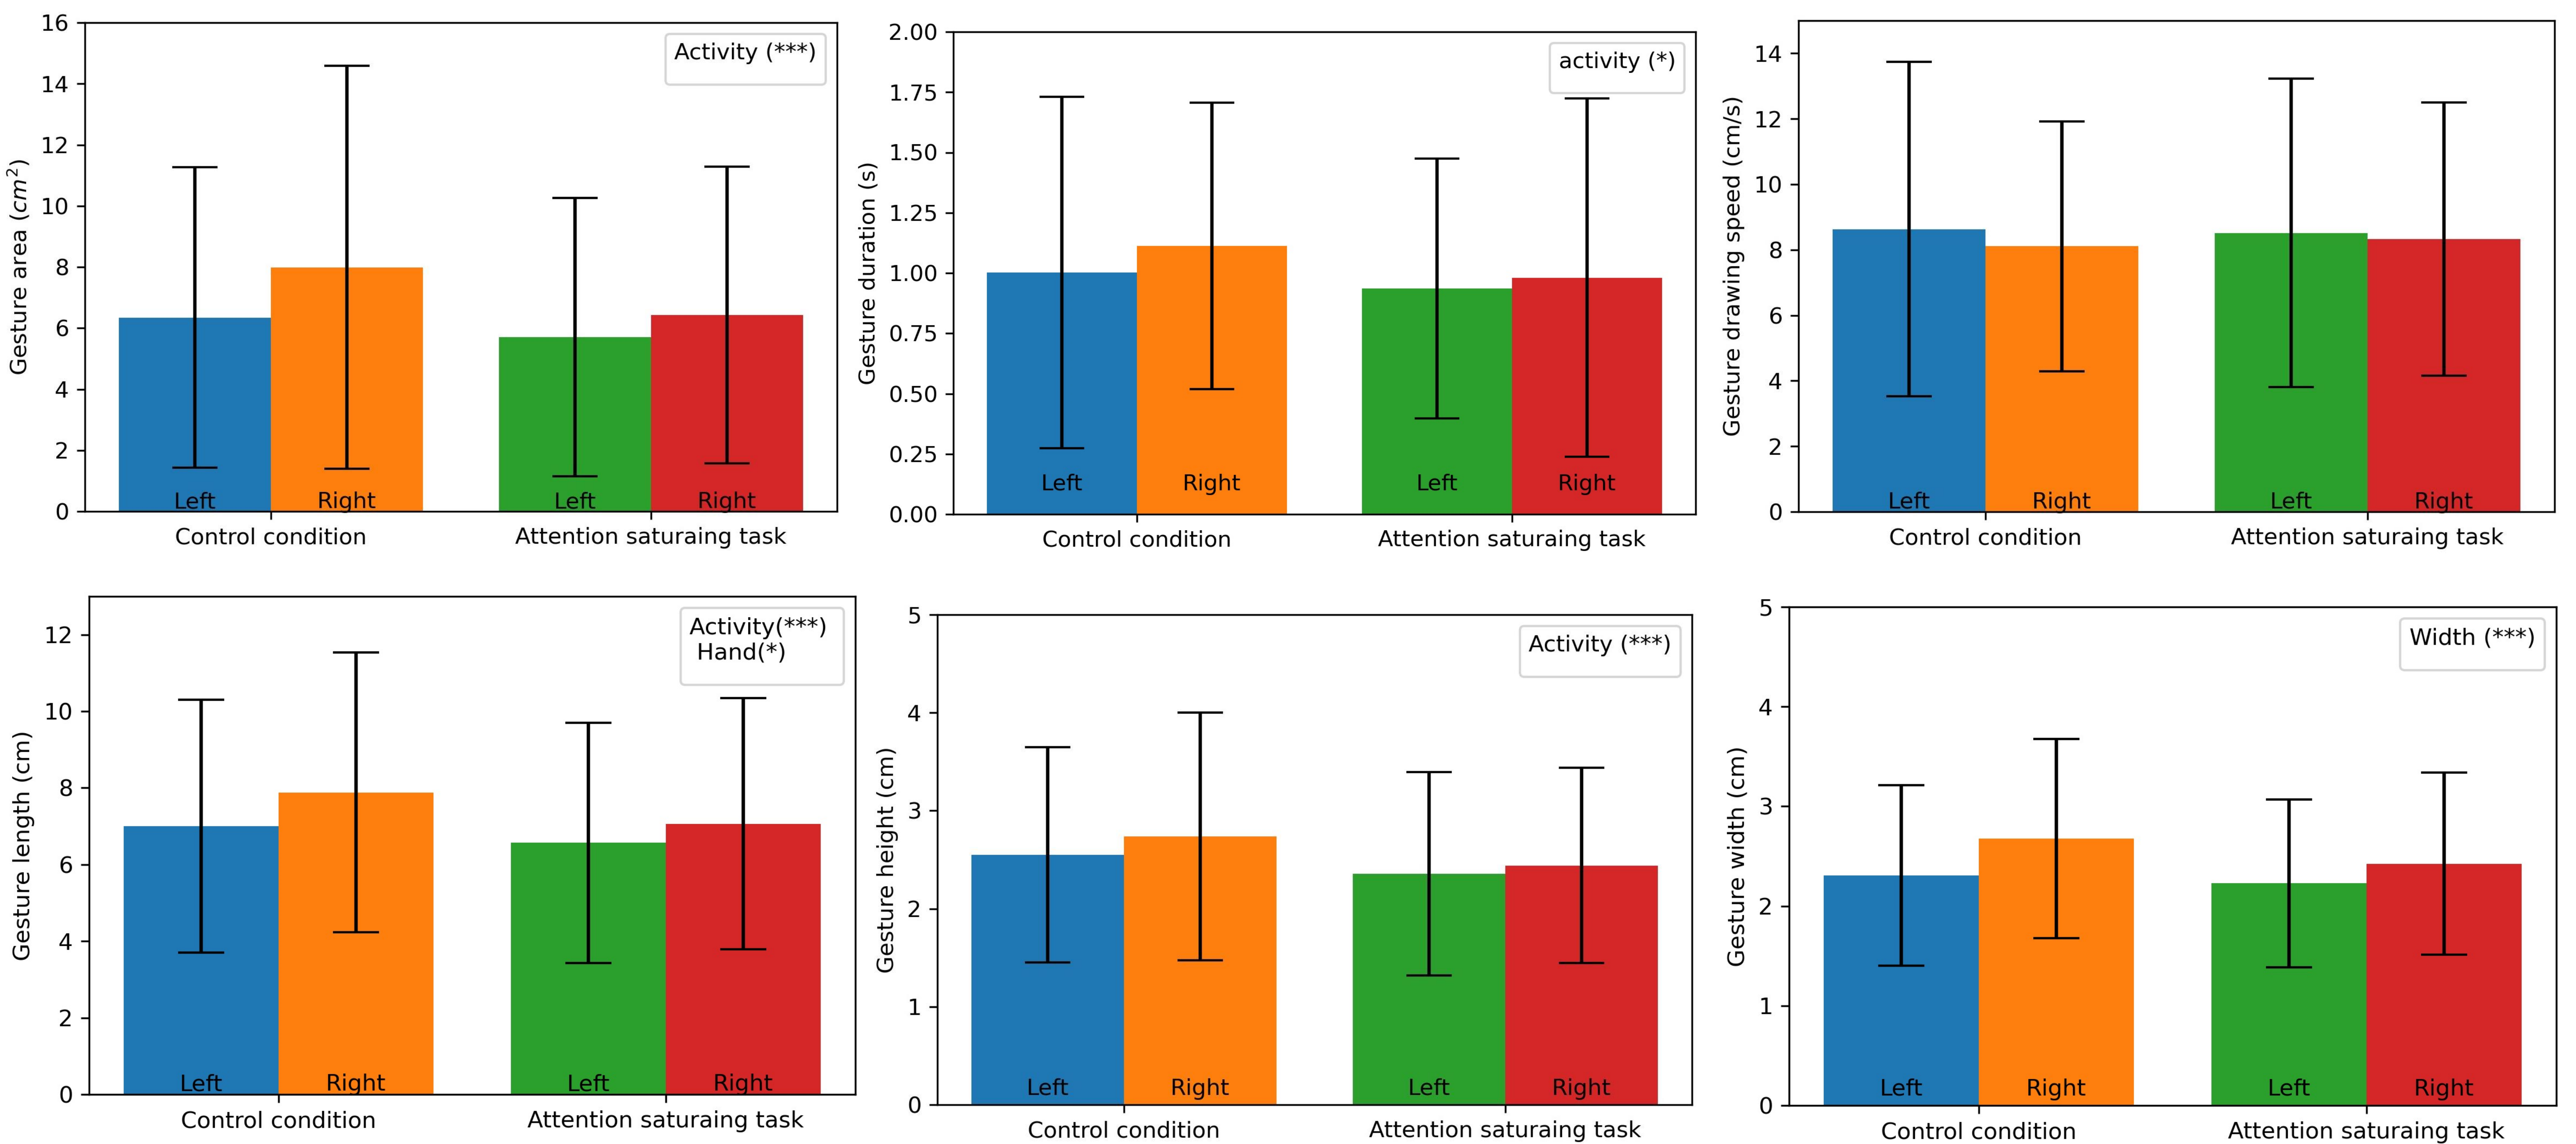 Gesture area (cm²)
16
14
12
10
8
6
4
2
0
Activity (***)
Left
Right
Left
Right
Control condition
Attention saturaing task
Gesture duration (s)
2.00
1.75
1.50
1.25
1.00
0.75
0.50
0.25
0.00
activity (*)
Left
Right
Left
Right
Control condition
Attention saturaing task
Gesture drawing speed (cm/s)
14
12
10
8
6
4
2
0
Left
Right
Left
Right
Control condition
Attention saturaing task
Gesture length (cm)
12
10
8
6
4
2
0
Activity(***)
Hand(*)
Left
Right
Left
Right
Control condition
Attention saturaing task
Gesture height (cm)
5
4
3
2
1
0
Activity (***)
Left
Right
Left
Right
Control condition
Attention saturaing task
Gesture width (cm)
5
4
3
2
1
0
Width (***)
Left
Right
Left
Right
Control condition
Attention saturaing task